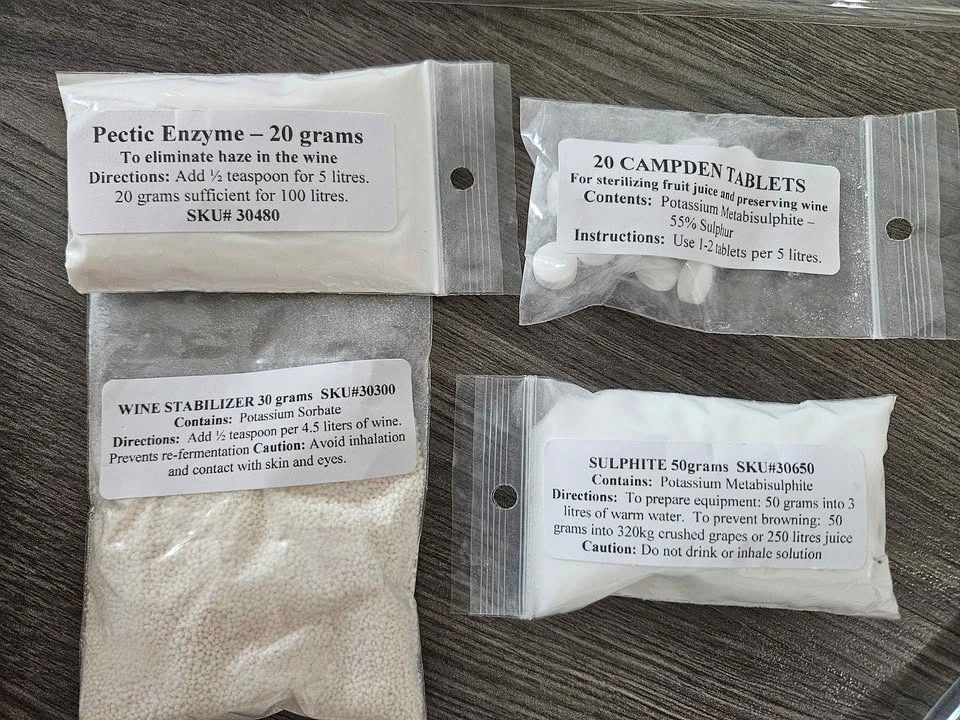 Pectic Enzyme – 20 grams
To eliminate haze in the wine
Directions: Add ½ teaspoon for 5 litres.
20 grams sufficient for 100 litres.
SKU# 30480
20 CAMPDEN TABLETS
For sterilizing fruit juice and preserving wine
Contents: Potassium Metabisulphite –
55% Sulphur
Instructions: Use 1-2 tablets per 5 litres.
WINE STABILIZER 30 grams SKU#30300
Contains: Potassium Sorbate
Directions: Add ½ teaspoon per 4.5 liters of wine.
Prevents re-fermentation Caution: Avoid inhalation
and contact with skin and eyes.
SULPHITE 50grams SKU#30650
Contains: Potassium Metabisulphite
Directions: To prepare equipment: 50 grams into 3
litres of warm water. To prevent browning: 50
grams into 320kg crushed grapes or 250 litres juice
Caution: Do not drink or inhale solution